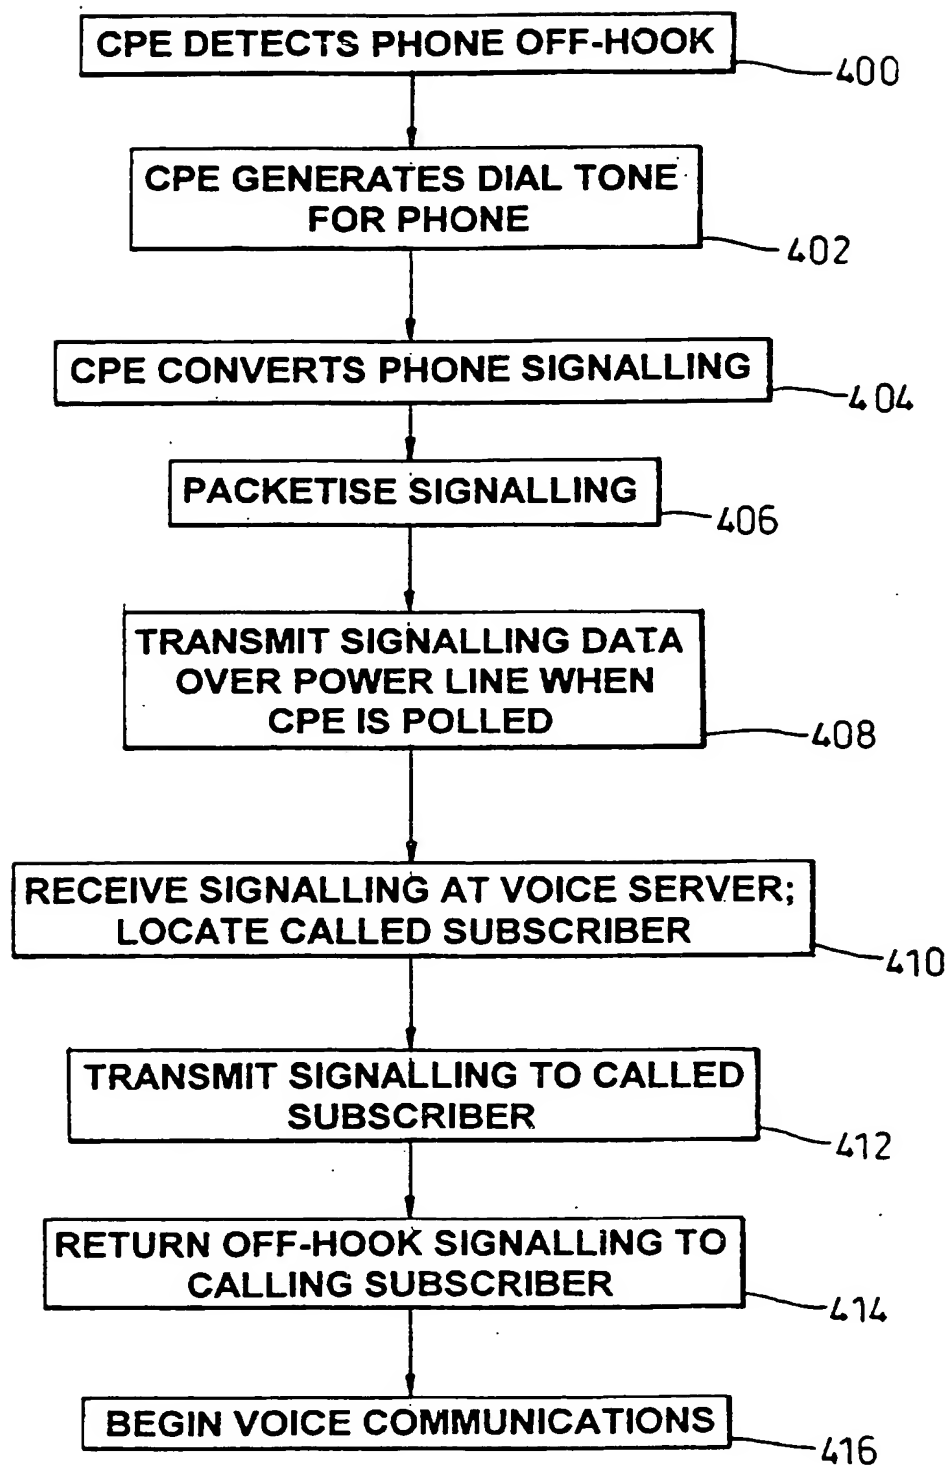 CPE DETECTS PHONE OFF-HOOK
400
CPE GENERATES DIAL TONE
FOR PHONE
402
CPE CONVERTS PHONE SIGNALLING
404
PACKETISE SIGNALLING
406
TRANSMIT SIGNALLING DATA
OVER POWER LINE WHEN
CPE IS POLLED
408
RECEIVE SIGNALLING AT VOICE SERVER;
LOCATE CALLED SUBSCRIBER
410
TRANSMIT SIGNALLING TO CALLED
SUBSCRIBER
412
RETURN OFF-HOOK SIGNALLING TO
CALLING SUBSCRIBER
414
BEGIN VOICE COMMUNICATIONS
416